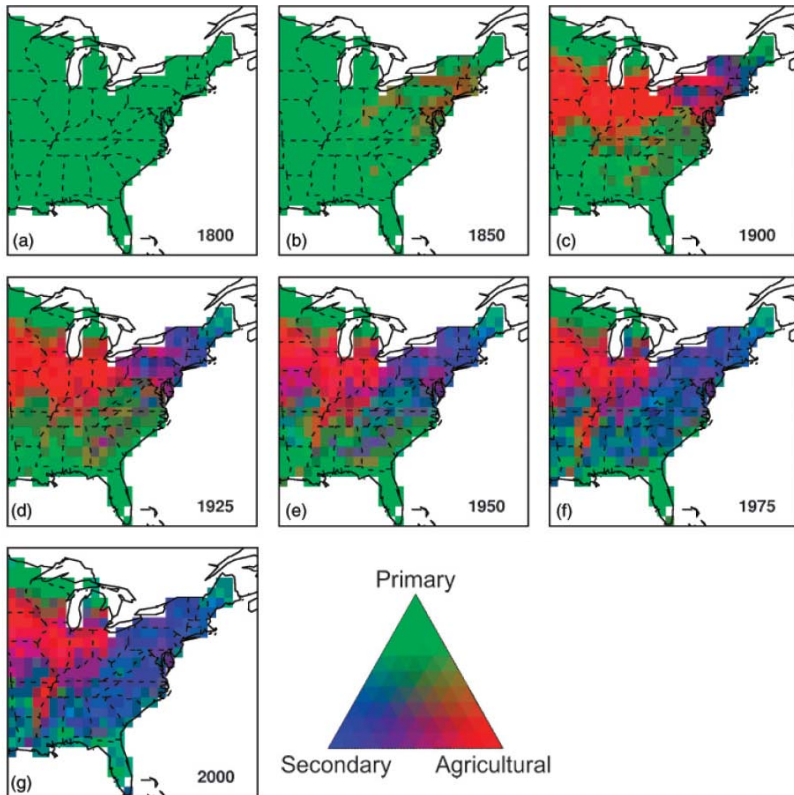 (a) 1800
(b) 1850
(c) 1900
(d) 1925
(e) 1950
(f) 1975
(g) 2000
Primary
Secondary Agricultural